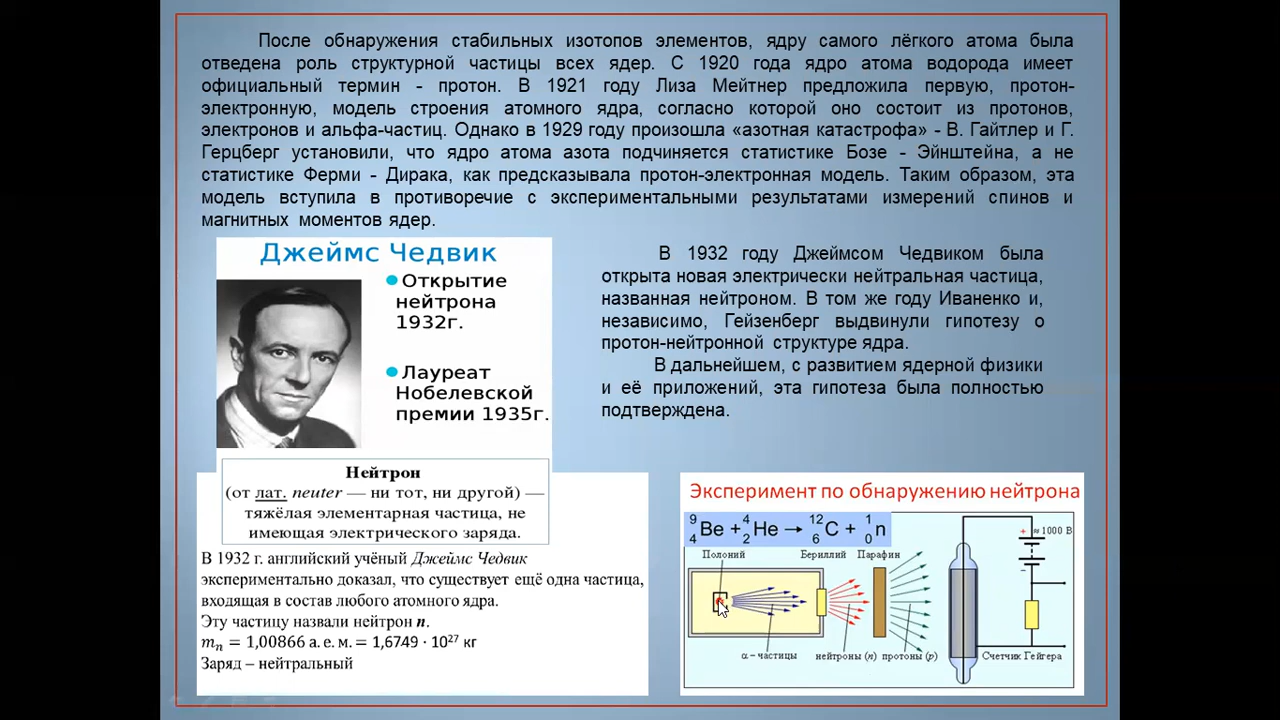 После обнаружения стабильных изотопов элементов, ядру самого лёгкого атома была
отведена роль структурной частицы всех ядер. С 1920 года ядро атома водорода имеет
официальный термин - протон. В 1921 году Лиза Мейтнер предложила первую, протон-
электронную, модель строения атомного ядра, согласно которой оно состоит из протонов,
электронов и альфа-частиц. Однако в 1929 году произошла «азотная катастрофа» - В. Гайтлер и Г.
Герцберг установили, что ядро атома азота подчиняется статистике Бозе - Эйнштейна, а не
статистике Ферми - Дирака, как предсказывала протон-электронная модель. Таким образом, эта
модель вступила в противоречие с экспериментальными результатами измерений спинов и
магнитных моментов ядер.
Джеймс Чедвик
Открытие
нейтрона
1932г.
Лауреат
Нобелевской
премии 1935г.
В 1932 году Джеймсом Чедвиком была
открыта новая электрически нейтральная частица,
названная нейтроном. В том же году Иваненко и,
независимо, Гейзенберг выдвинули гипотезу о
протон-нейтронной структуре ядра.
В дальнейшем, с развитием ядерной физики
и её приложений, эта гипотеза была полностью
подтверждена.
Нейтрон
(от лат. neuter — ни тот, ни другой) —
тяжёлая элементарная частица, не
имеющая электрического заряда.
В 1932 г. английский учёный Джеймс Чедвик
экспериментально доказал, что существует ещё одна частица,
входящая в состав любого атомного ядра.
Эту частицу назвали нейтрон n.
mₙ = 1,00866 а. е. м. = 1,6749 · 10²⁷ кг
Заряд – нейтральный
Эксперимент по обнаружению нейтрона
⁹₄Be + ⁴₂He → ¹²₆C + ¹₀n
Полоний Бериллий Парафин
+ ≈ 1000 В
−
α – частицы нейтроны (n) протоны (p) Счетчик Гейгера